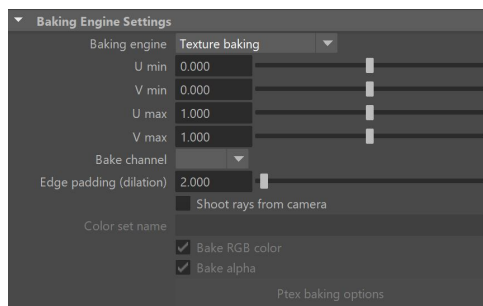 Baking Engine Settings
Baking engine Texture baking
U min 0.000
V min 0.000
U max 1.000
V max 1.000
Bake channel
Edge padding (dilation) 2.000
Shoot rays from camera
Color set name
Bake RGB color
Bake alpha
Ptex baking options